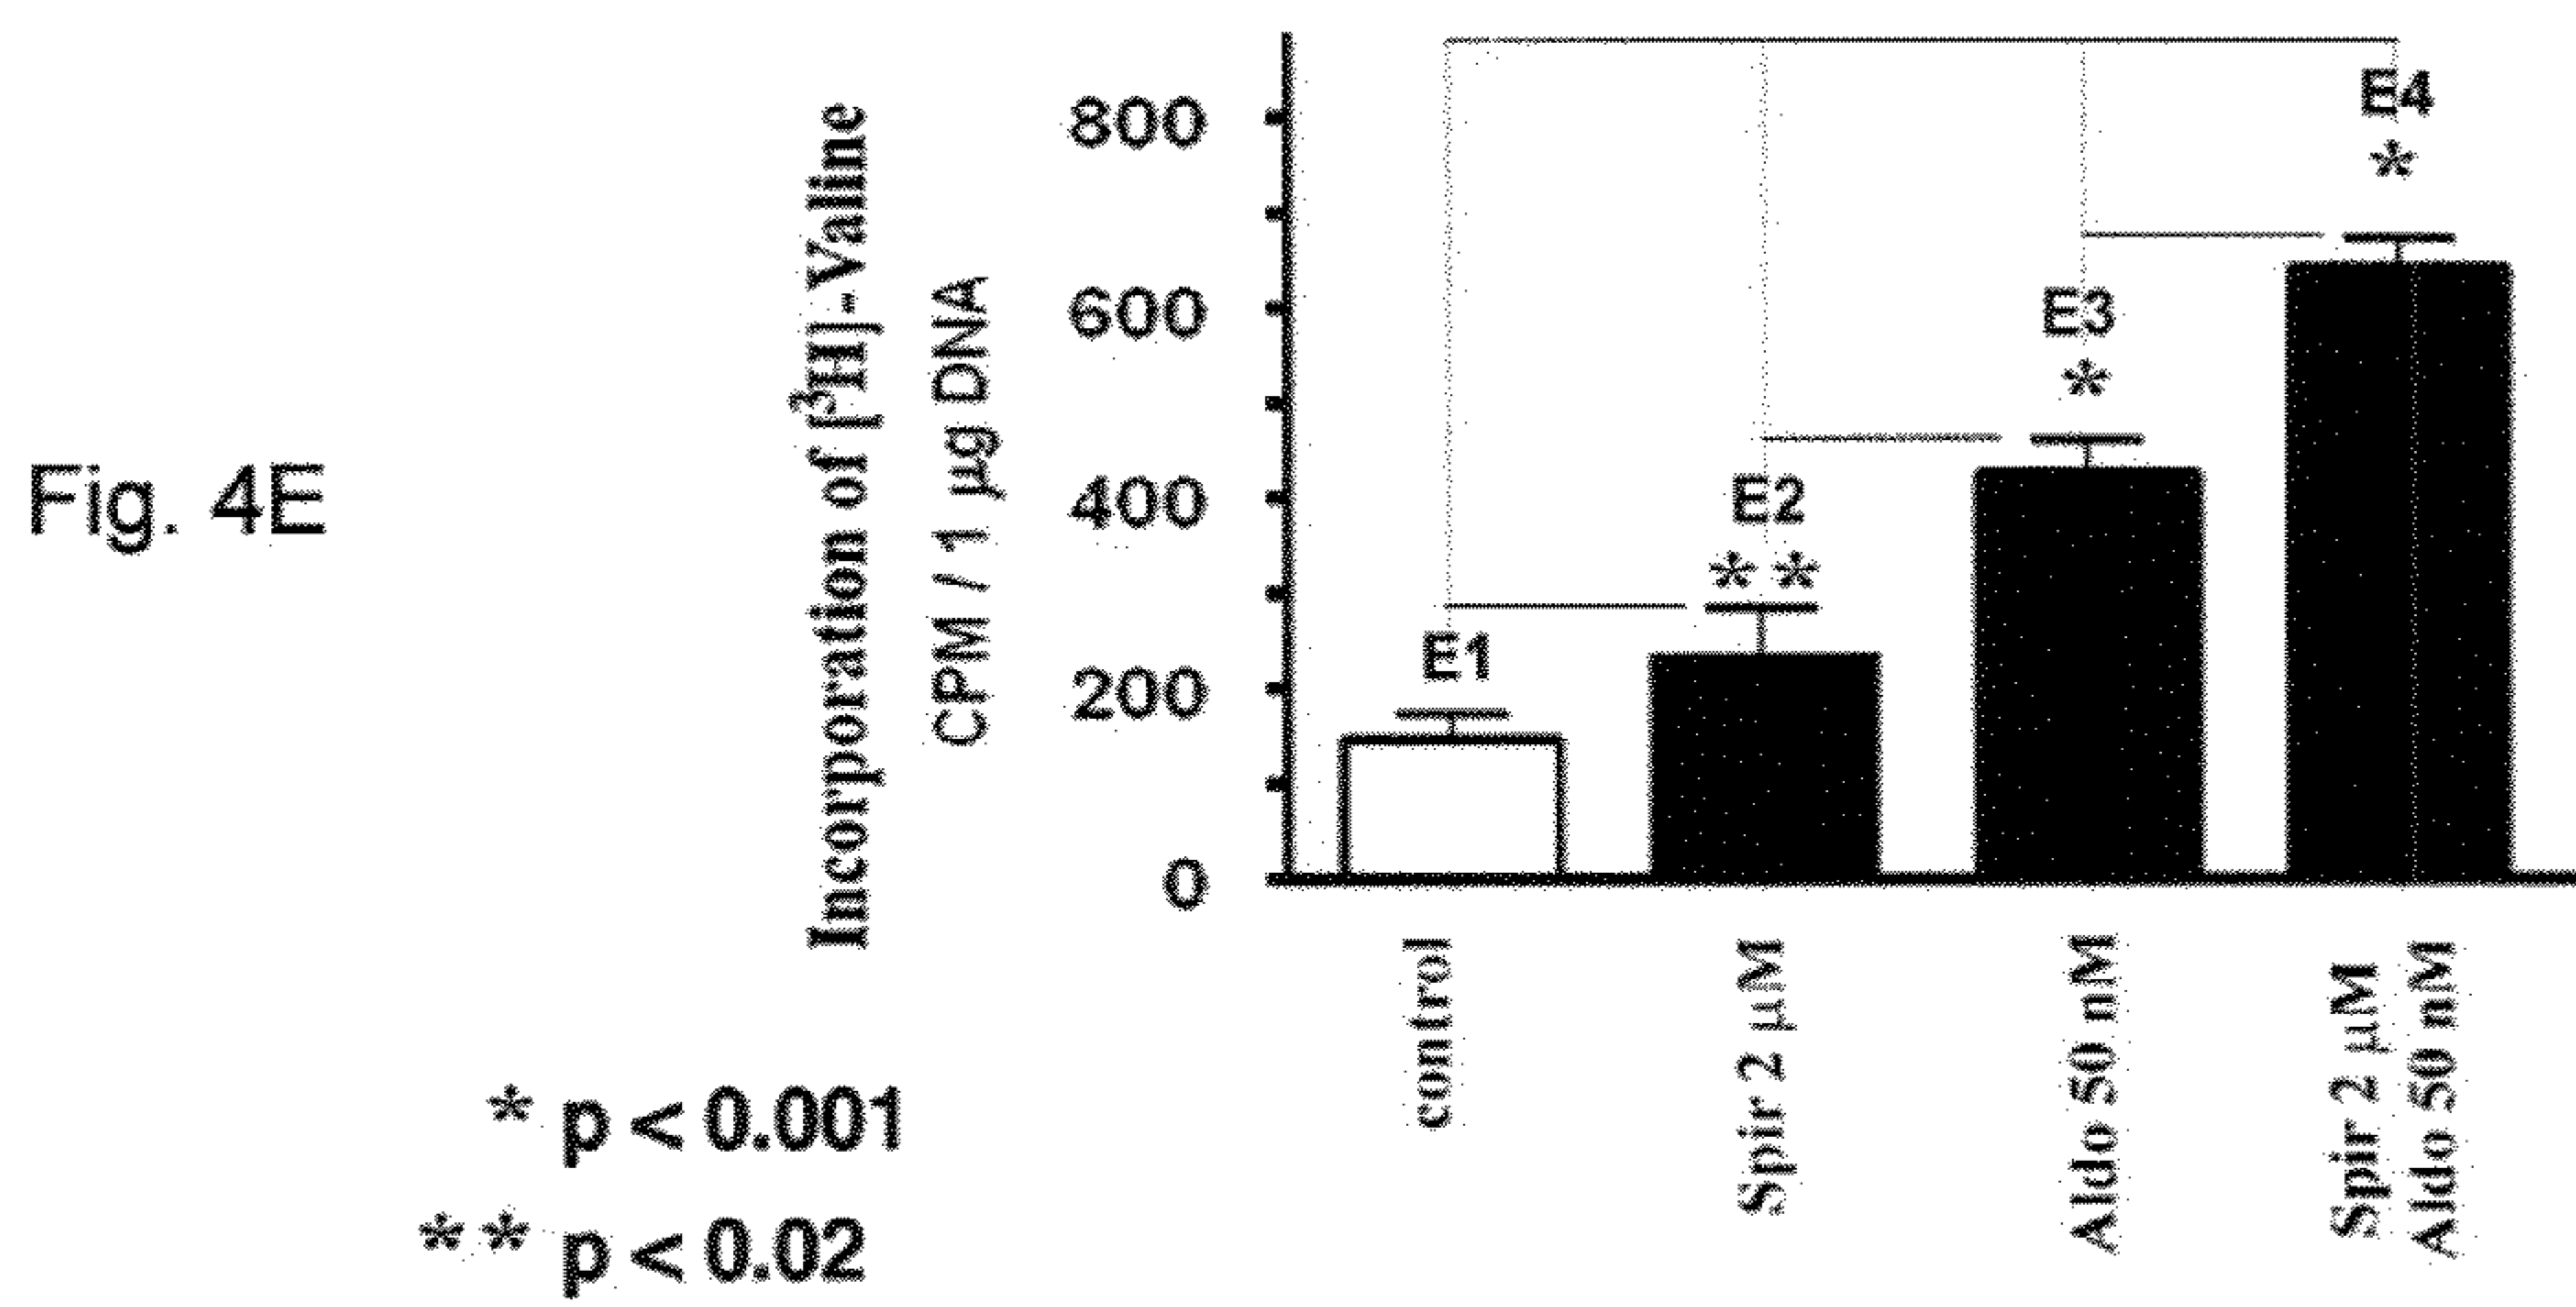 Fig. 4E
Incorporation of [³H]-Valine
CPM / 1 µg DNA
800
600
400
200
0
E1
E2
**
E3
*
E4
*
control
Spir 2 µM
Aldo 50 nM
Spir 2 µM
Aldo 50 nM
* p < 0.001
** p < 0.02